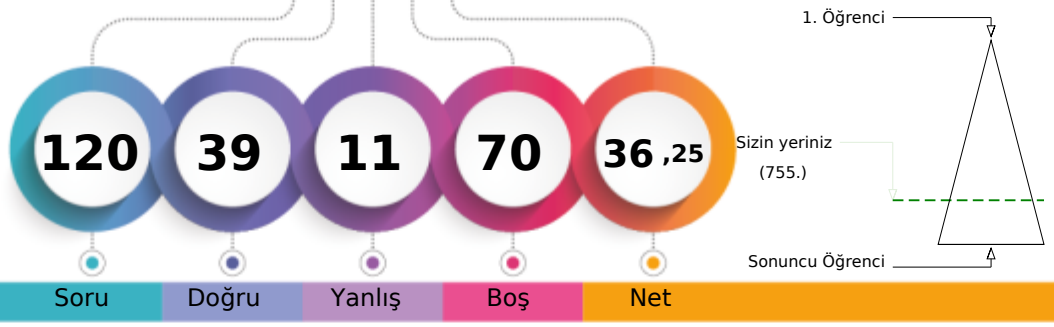 120 39 11 70 36 ,25
Soru Doğru Yanlış Boş Net
1. Öğrenci
Sizin yeriniz
(755.)
Sonuncu Öğrenci